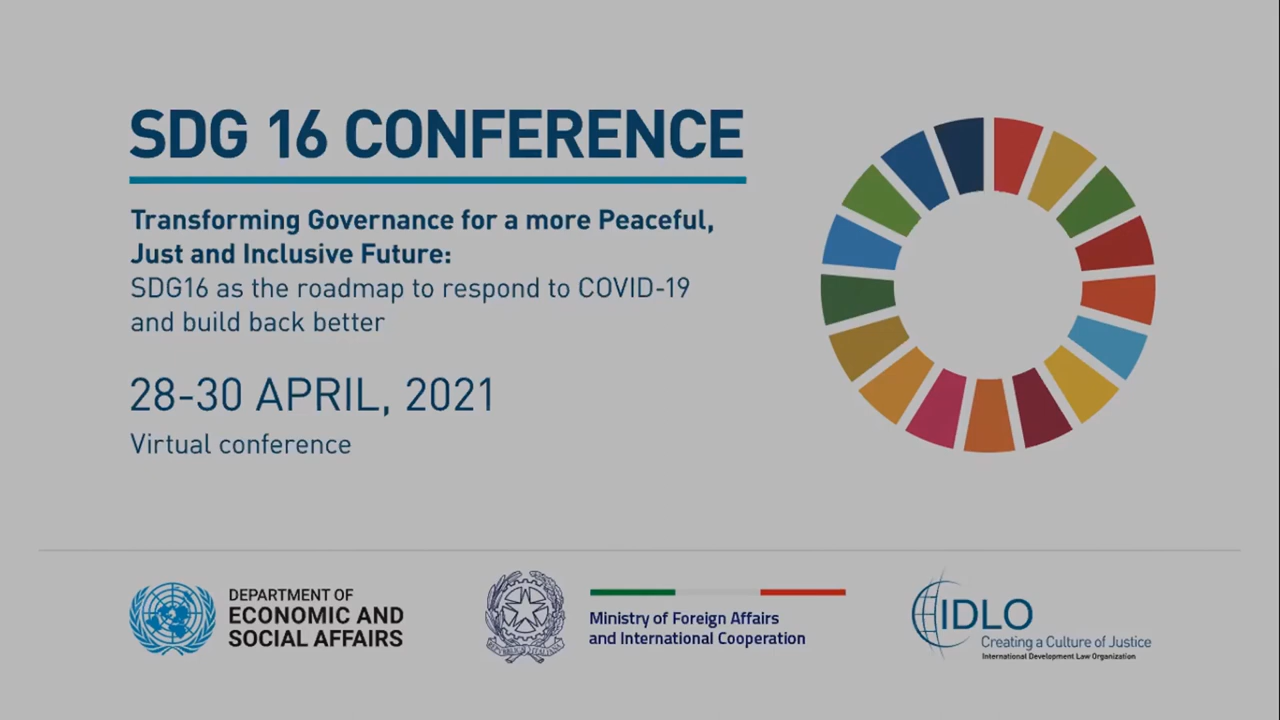 SDG 16 CONFERENCE
Transforming Governance for a more Peaceful,
Just and Inclusive Future:
SDG16 as the roadmap to respond to COVID-19
and build back better
28-30 APRIL, 2021
Virtual conference
DEPARTMENT OF
ECONOMIC AND
SOCIAL AFFAIRS
Ministry of Foreign Affairs
and International Cooperation
IDLO
Creating a Culture of Justice
International Development Law Organization